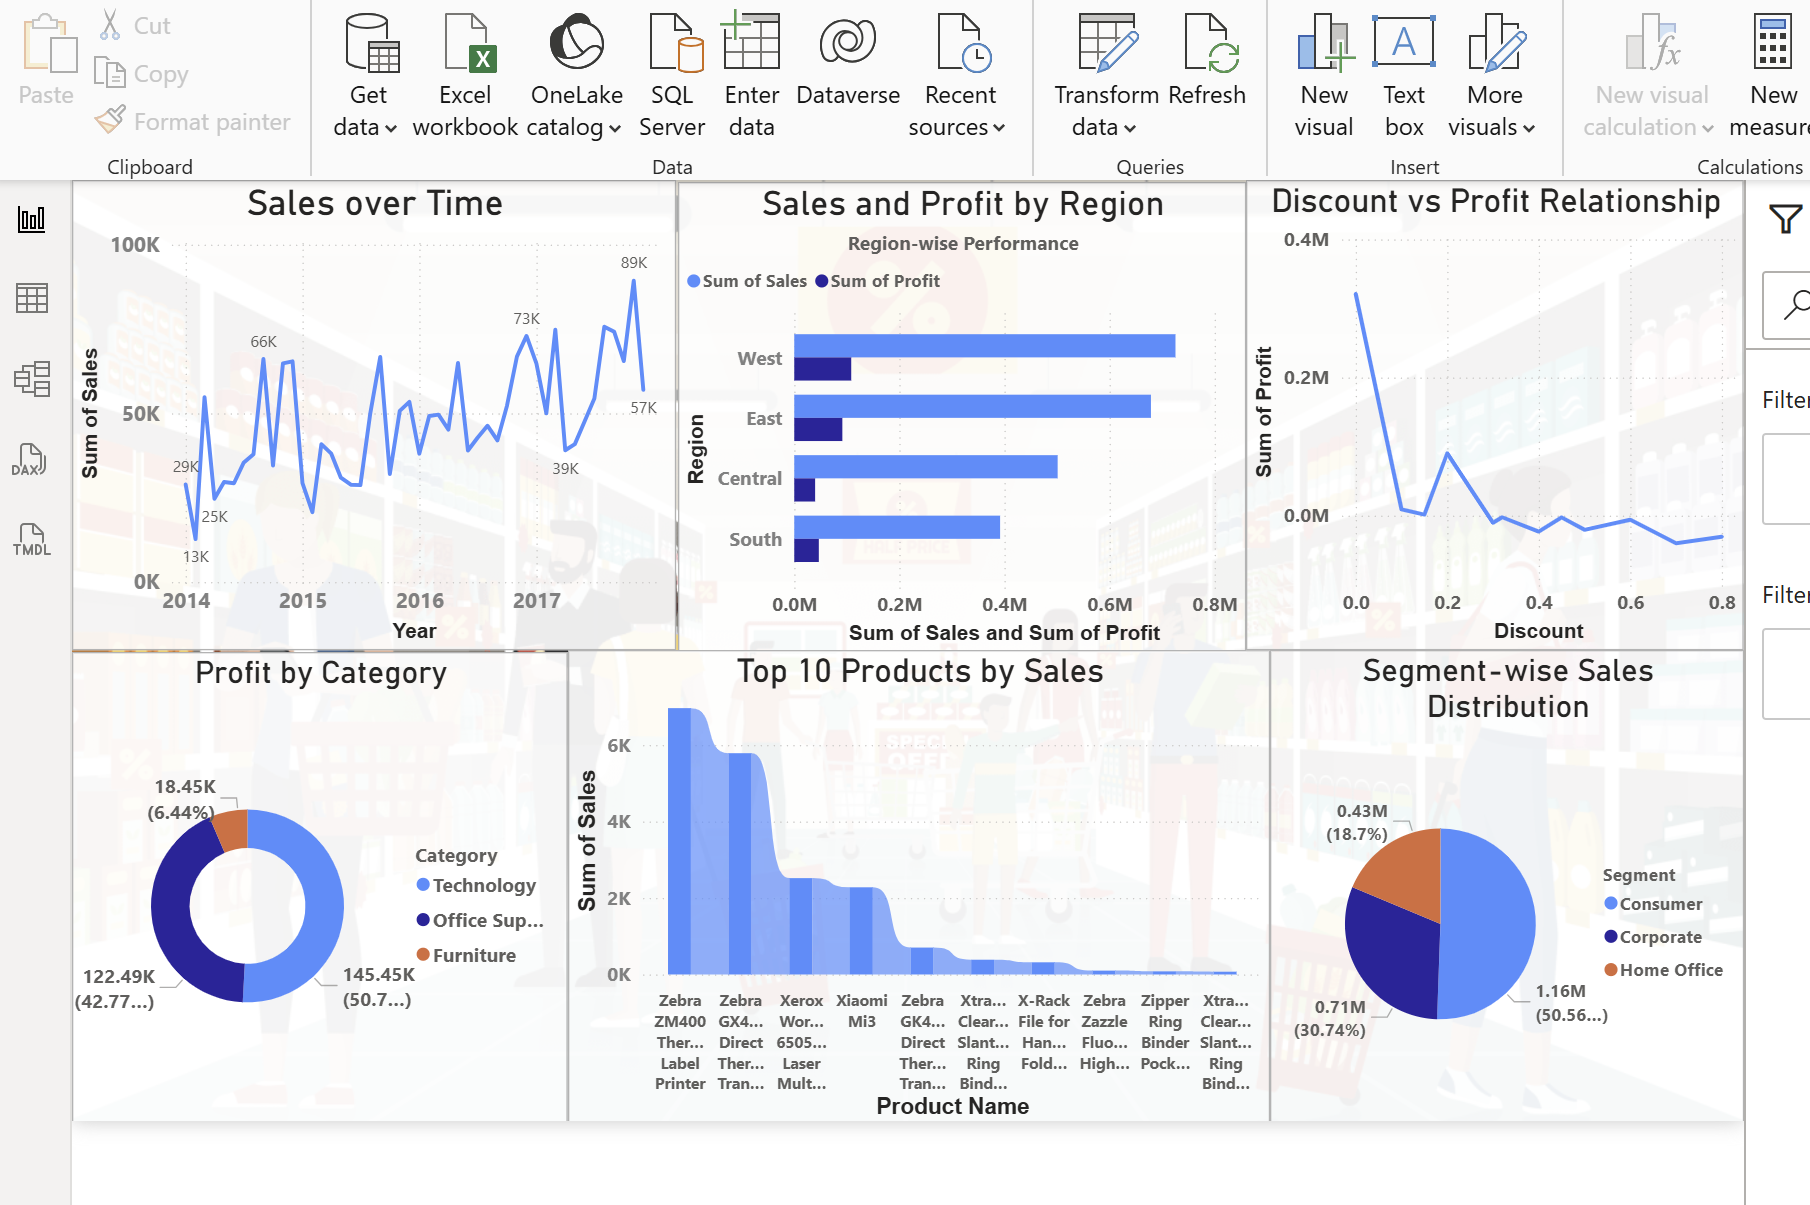 Cut
Copy
Format painter
Paste
Clipboard
Get data
Excel workbook
OneLake catalog
SQL Server
Enter data
Dataverse
Recent sources
Data
Transform data
Refresh
Queries
New visual
Text box
More visuals
Insert
New visual calculation
New measure
Calculations
DAX
TMDL
Sales over Time
100K
50K
0K
Sum of Sales
29K
13K
25K
66K
73K
39K
89K
57K
2014 2015 2016 2017
Year
Sales and Profit by Region
Region-wise Performance
Sum of Sales Sum of Profit
Region
West
East
Central
South
0.0M 0.2M 0.4M 0.6M 0.8M
Sum of Sales and Sum of Profit
Discount vs Profit Relationship
0.4M
0.2M
0.0M
Sum of Profit
0.0 0.2 0.4 0.6 0.8
Discount
Filter
Filter
Profit by Category
18.45K
(6.44%)
122.49K
(42.77...)
145.45K
(50.7...)
Category
Technology
Office Sup...
Furniture
Top 10 Products by Sales
6K
4K
2K
0K
Sum of Sales
Zebra ZM400 Ther... Label Printer
Zebra GX4... Direct Ther... Tran...
Xerox Wor... 6505... Laser Mult...
Xiaomi Mi3
Zebra GK4... Direct Ther... Tran...
Xtra... Clear... Slant... Ring Bind...
X-Rack File for Han... Fold...
Zebra Zazzle Fluo... High...
Zipper Ring Binder Pock...
Xtra... Clear... Slant... Ring Bind...
Product Name
Segment-wise Sales
Distribution
0.43M
(18.7%)
0.71M
(30.74%)
1.16M
(50.56...)
Segment
Consumer
Corporate
Home Office